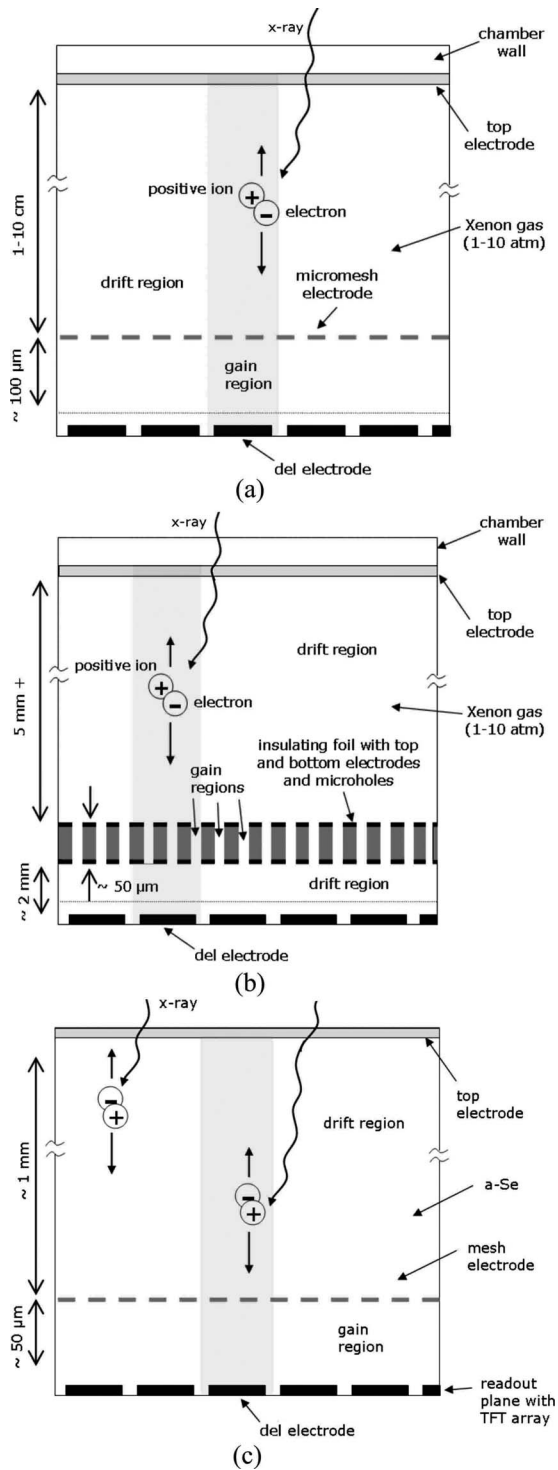 (a)
x-ray
chamber
wall
top
electrode
positive ion
+
−
electron
Xenon gas
(1-10 atm)
1-10 cm
drift region
micromesh
electrode
~ 100 µm
gain
region
del electrode
(b)
x-ray
chamber
wall
top
electrode
drift region
positive ion
+
−
electron
Xenon gas
(1-10 atm)
5 mm +
insulating foil with top
and bottom electrodes
and microholes
gain
regions
~ 2 mm
~ 50 µm
drift region
del electrode
(c)
x-ray
−
+
top
electrode
drift region
~ 1 mm
−
+
a-Se
mesh
electrode
~ 50 µm
gain
region
readout
plane with
TFT array
del electrode